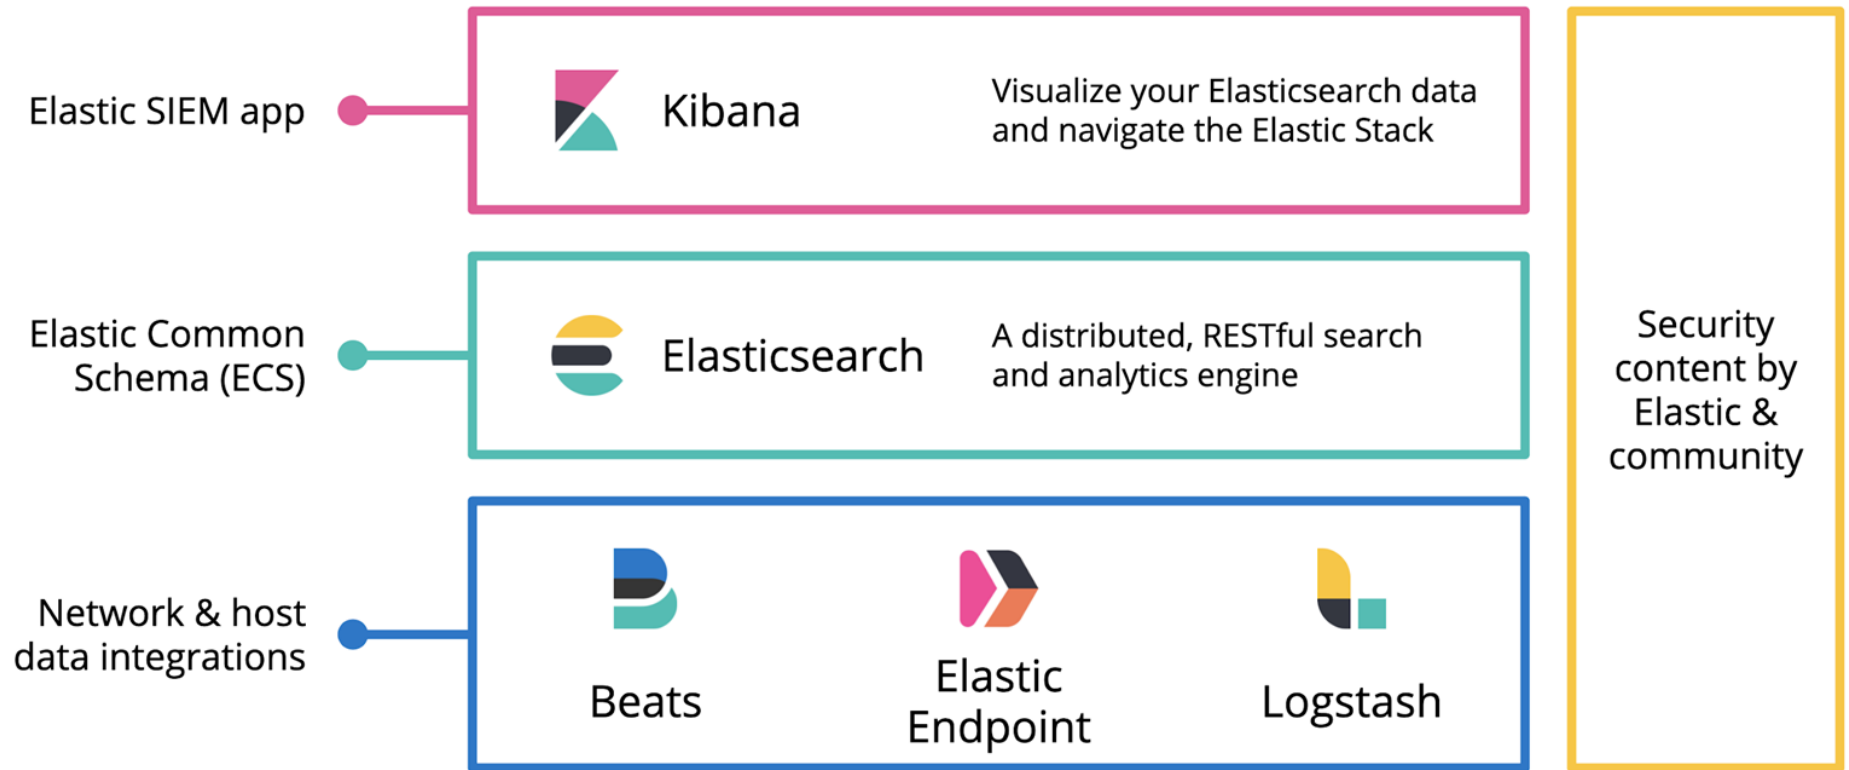 Elastic SIEM app
Kibana
Visualize your Elasticsearch data
and navigate the Elastic Stack
Elastic Common
Schema (ECS)
Elasticsearch
A distributed, RESTful search
and analytics engine
Network & host
data integrations
Beats
Elastic
Endpoint
Logstash
Security
content by
Elastic &
community